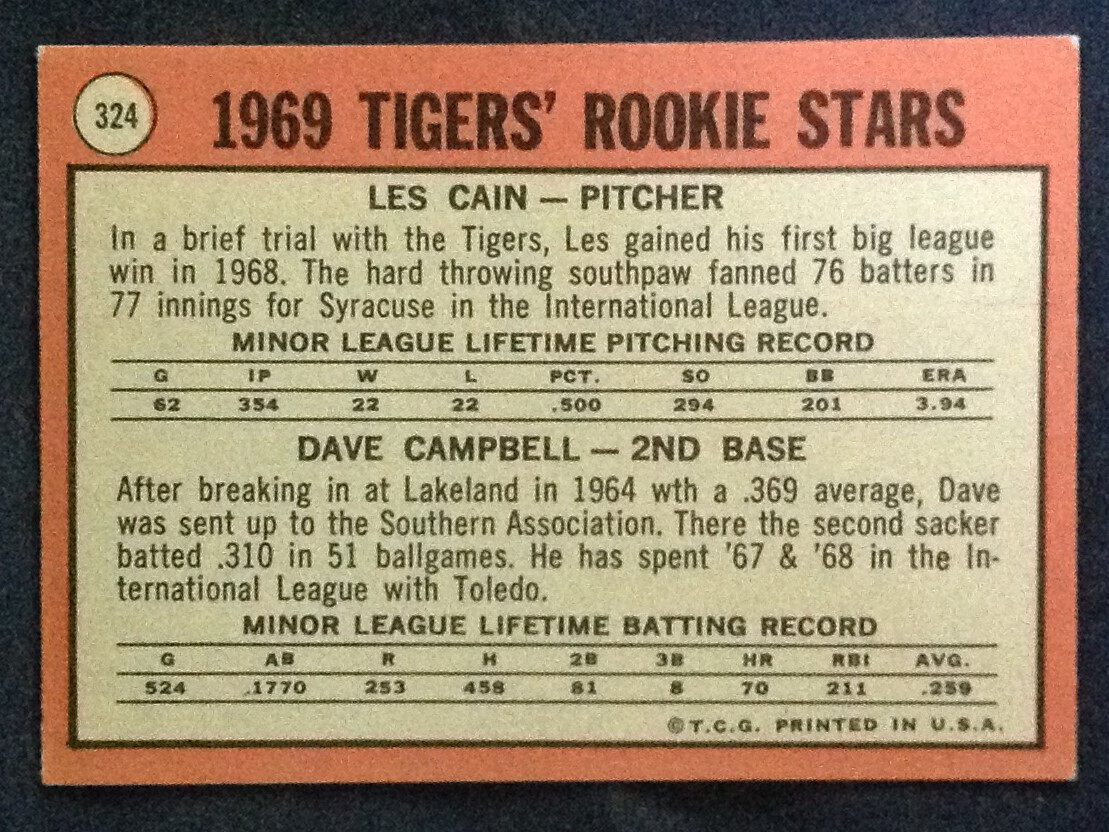 324
1969 TIGERS' ROOKIE STARS
LES CAIN — PITCHER
In a brief trial with the Tigers, Les gained his first big league
win in 1968. The hard throwing southpaw fanned 76 batters in
77 innings for Syracuse in the International League.
MINOR LEAGUE LIFETIME PITCHING RECORD
G IP W L PCT. SO BB ERA
62 354 22 22 .500 294 201 3.94
DAVE CAMPBELL — 2ND BASE
After breaking in at Lakeland in 1964 wth a .369 average, Dave
was sent up to the Southern Association. There the second sacker
batted .310 in 51 ballgames. He has spent '67 & '68 in the In-
ternational League with Toledo.
MINOR LEAGUE LIFETIME BATTING RECORD
G AB R H 2B 3B HR RBI AVG.
524 .1770 253 458 81 8 70 211 .259
©T.C.G. PRINTED IN U.S.A.